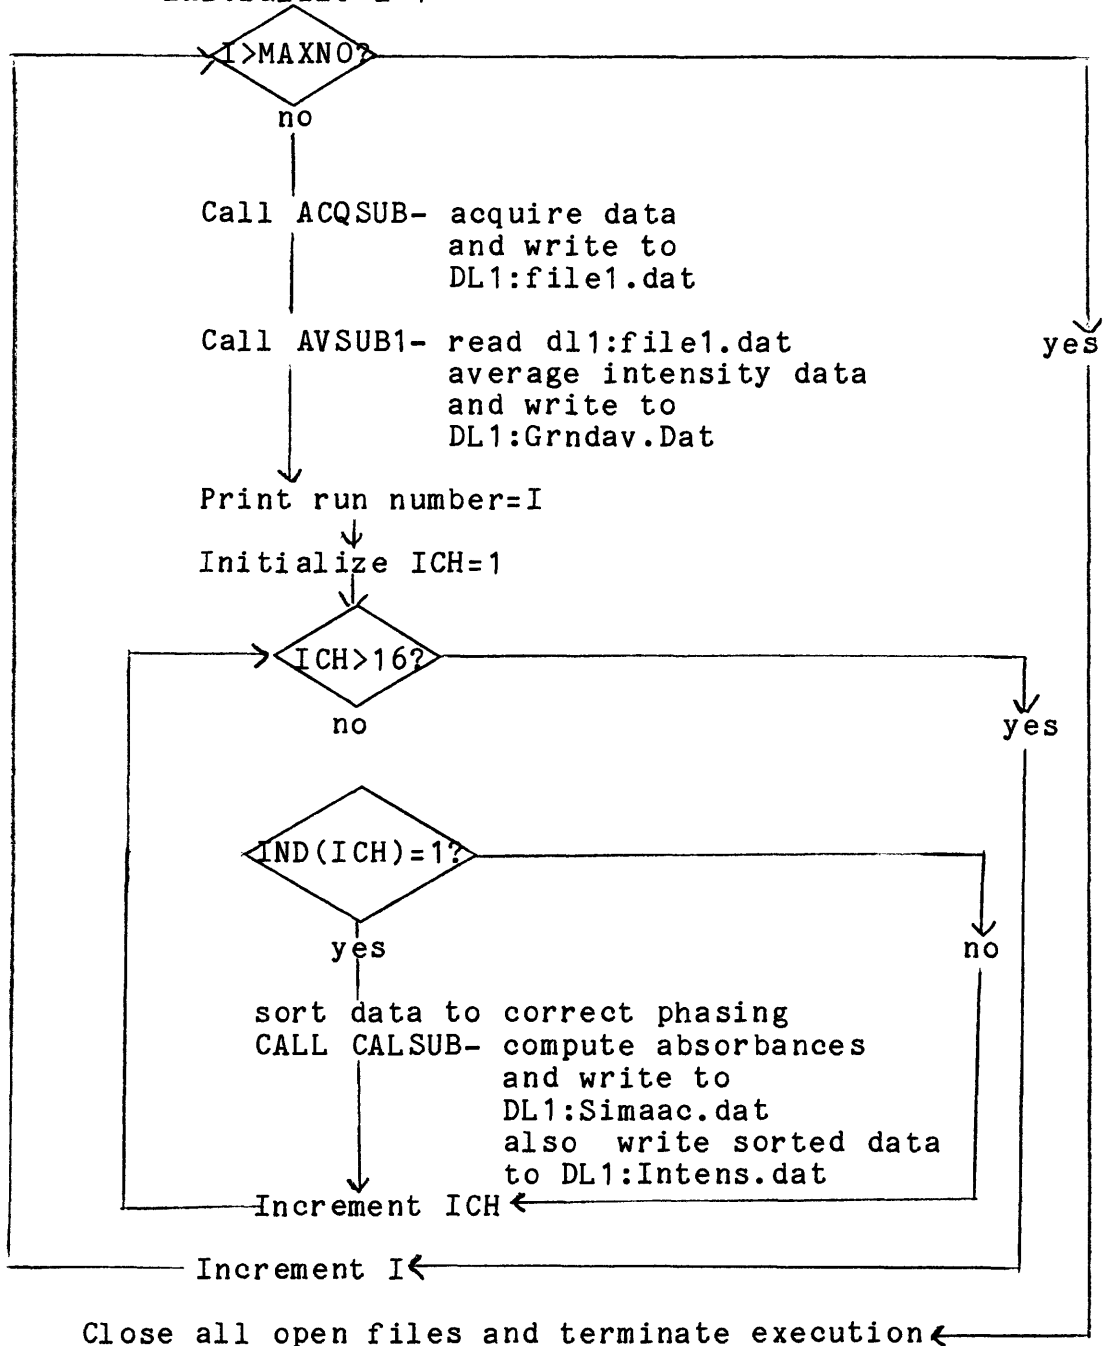 I>MAXNO?
no
Call ACQSUB- acquire data
and write to
DL1:file1.dat
Call AVSUB1- read dl1:file1.dat
yes
average intensity data
and write to
DL1:Grndav.Dat
Print run number=I
Initialize ICH=1
ICH>16?
no
yes
IND(ICH)=1?
yes
no
sort data to correct phasing
CALL CALSUB- compute absorbances
and write to
DL1:Simaac.dat
also write sorted data
to DL1:Intens.dat
Increment ICH
Increment I
Close all open files and terminate execution